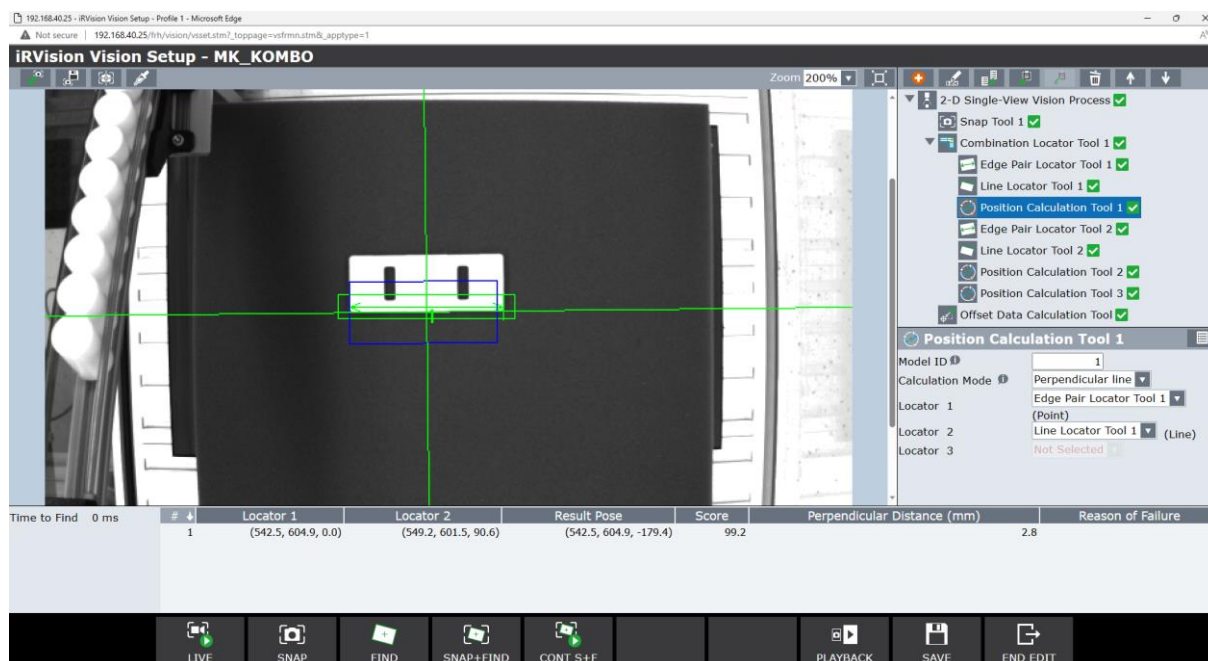 192.168.40.25 - iRVision Vision Setup - Profile 1 - Microsoft Edge
Not secure | 192.168.40.25/frh/vision/vsset.stm?_toppage=vsfrmn.stm&_apptype=1
iRVision Vision Setup - MK_KOMBO
Zoom 200%
2-D Single-View Vision Process
Snap Tool 1
Combination Locator Tool 1
Edge Pair Locator Tool 1
Line Locator Tool 1
Position Calculation Tool 1
Edge Pair Locator Tool 2
Line Locator Tool 2
Position Calculation Tool 2
Position Calculation Tool 3
Offset Data Calculation Tool
Position Calculation Tool 1
Model ID 1
Calculation Mode Perpendicular line
Locator 1 Edge Pair Locator Tool 1
(Point)
Locator 2 Line Locator Tool 1 (Line)
Locator 3 Not Selected
Time to Find 0 ms # Locator 1 Locator 2 Result Pose Score Perpendicular Distance (mm) Reason of Failure
1 (542.5, 604.9, 0.0) (549.2, 601.5, 90.6) (542.5, 604.9, -179.4) 99.2 2.8
LIVE SNAP FIND SNAP+FIND CONT S+F PLAYBACK SAVE END EDIT